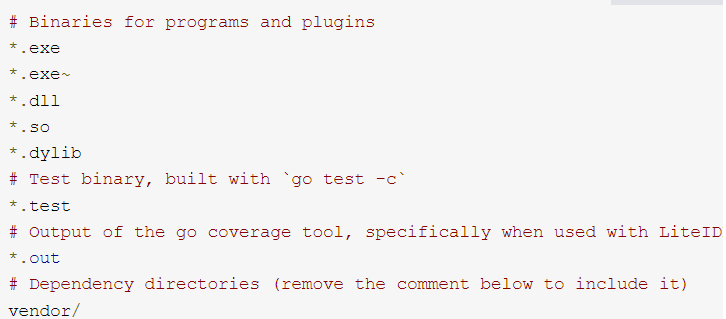 # Binaries for programs and plugins
*.exe
*.exe~
*.dll
*.so
*.dylib
# Test binary, built with `go test -c`
*.test
# Output of the go coverage tool, specifically when used with LiteID
*.out
# Dependency directories (remove the comment below to include it)
vendor/